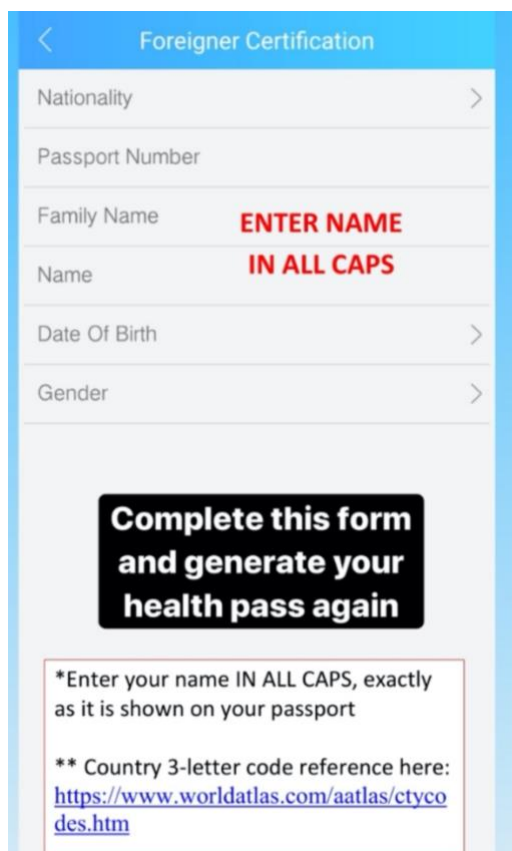 Foreigner Certification
Nationality
Passport Number
Family Name
ENTER NAME
IN ALL CAPS
Name
Date Of Birth
Gender
Complete this form
and generate your
health pass again
*Enter your name IN ALL CAPS, exactly
as it is shown on your passport
** Country 3-letter code reference here:
https://www.worldatlas.com/aatlas/ctyco
des.htm